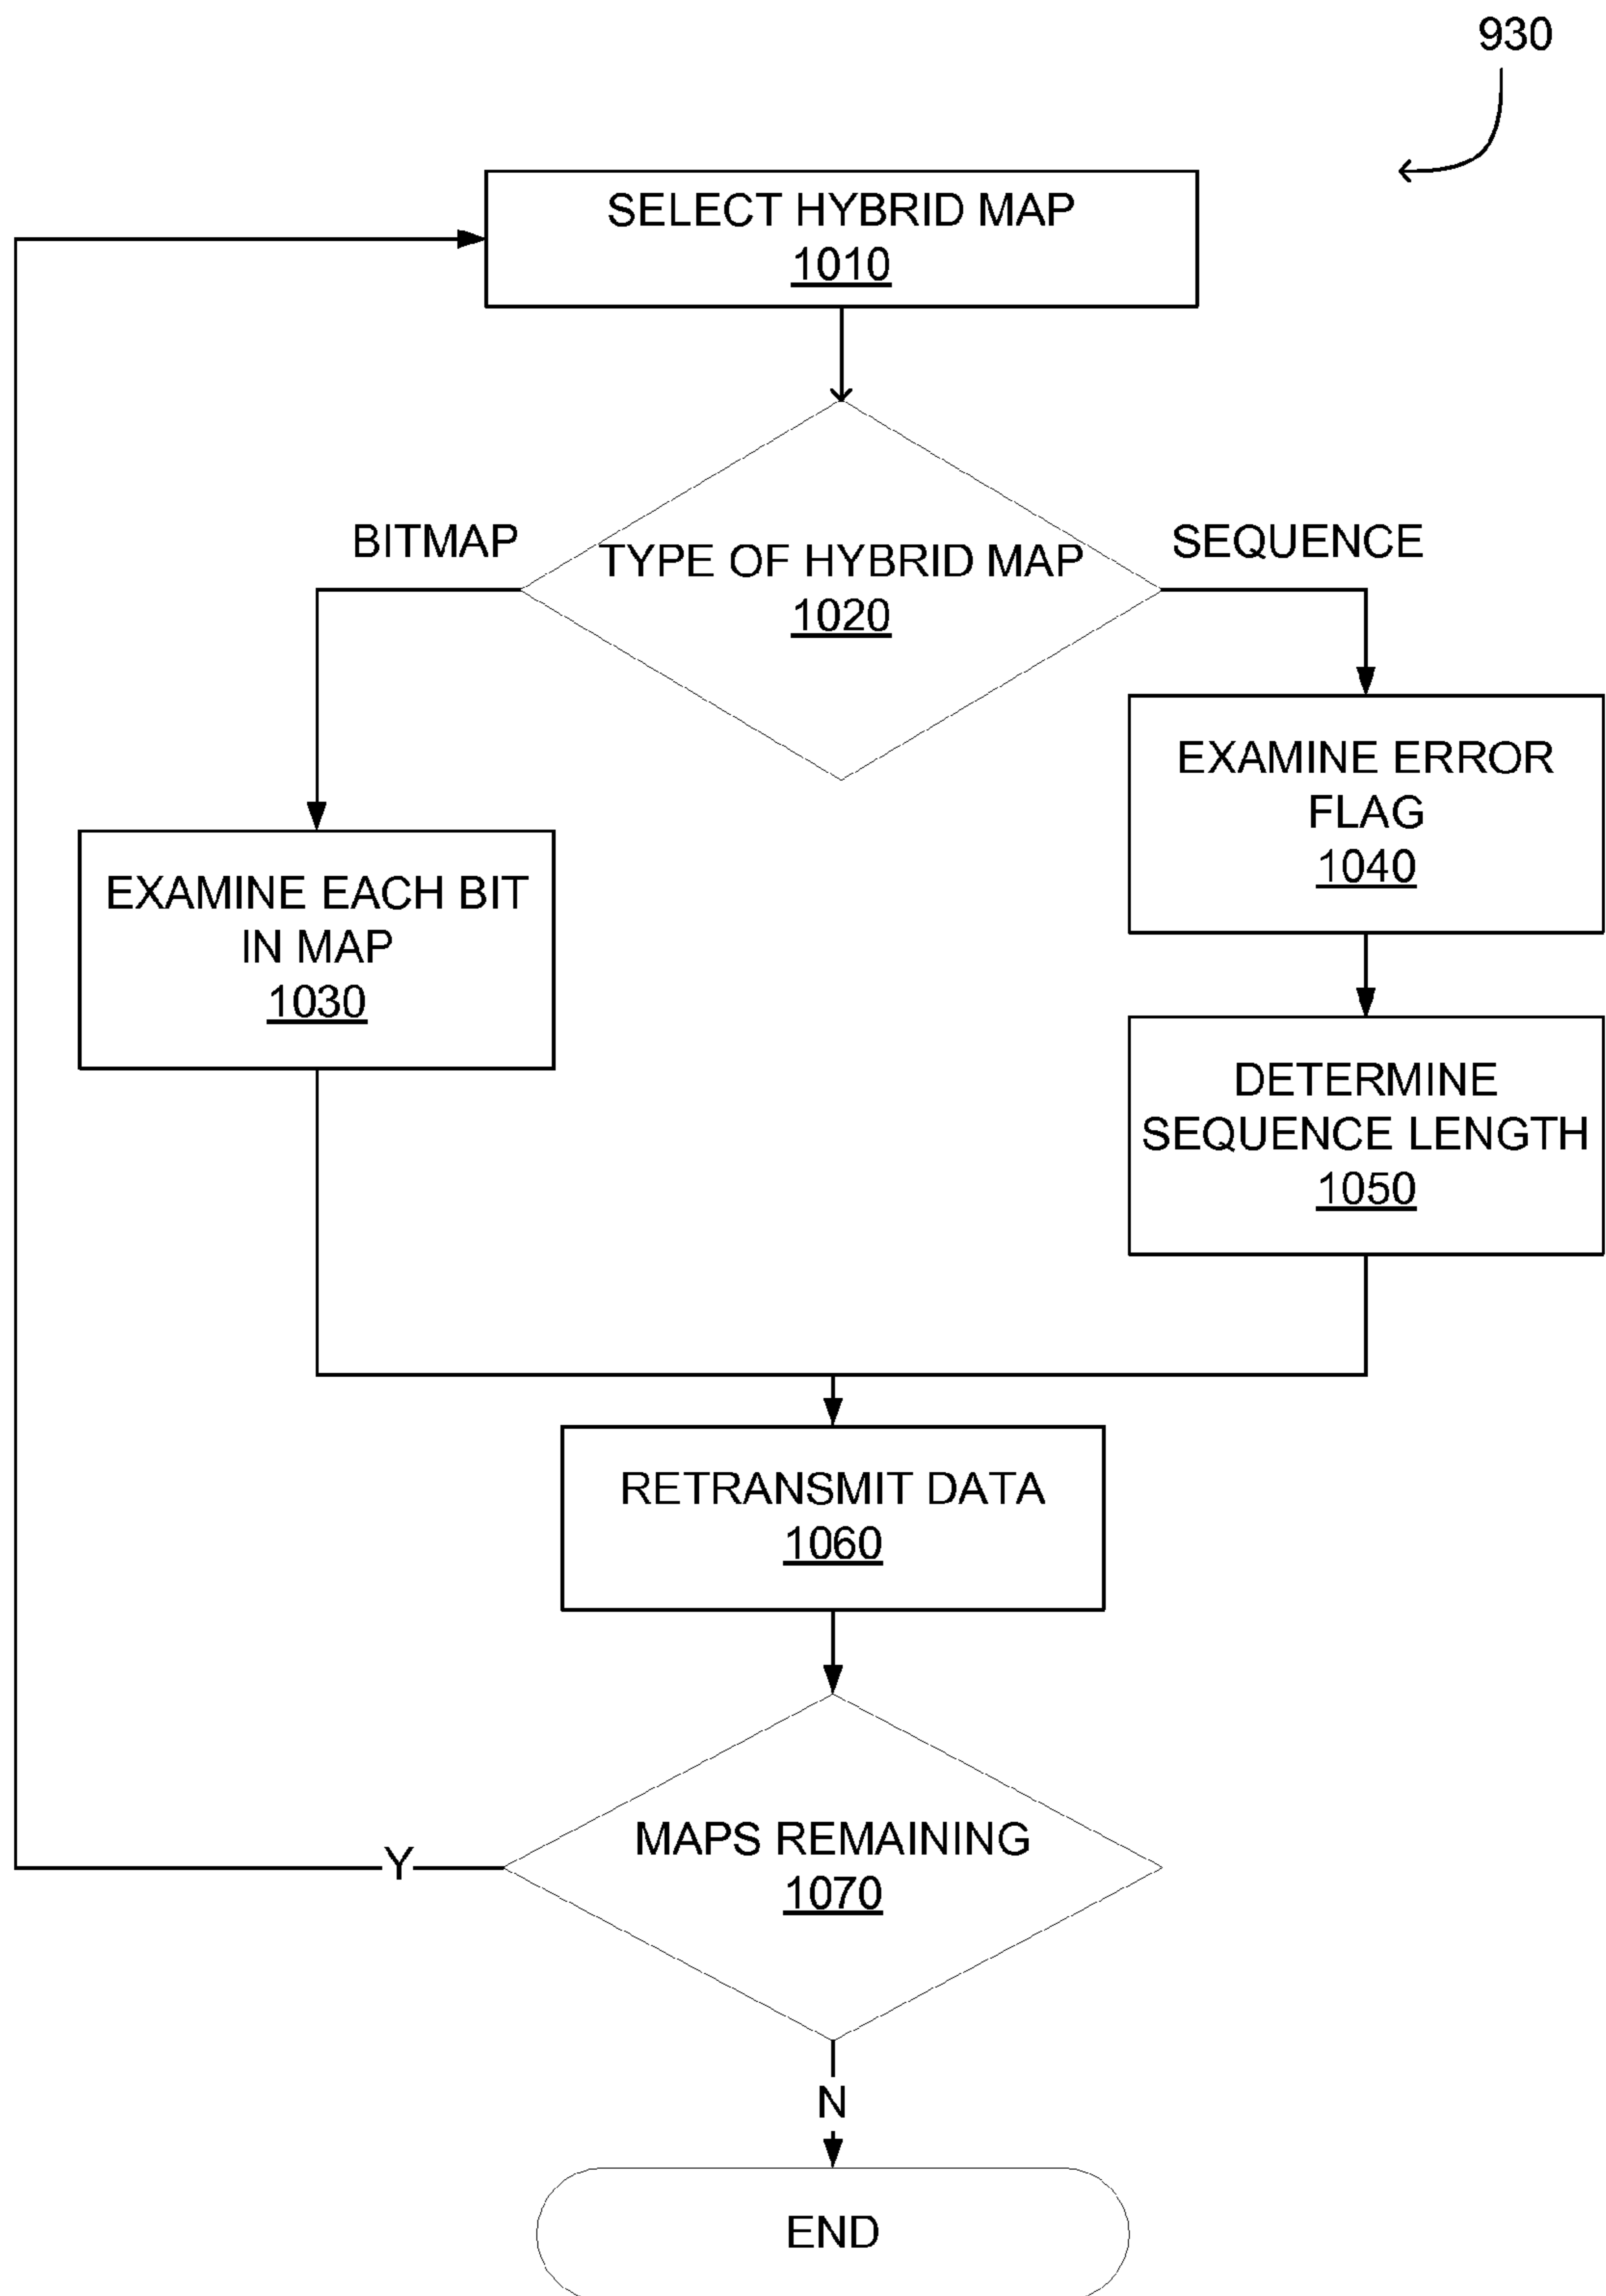 930
SELECT HYBRID MAP
1010
BITMAP
TYPE OF HYBRID MAP
1020
SEQUENCE
EXAMINE ERROR
FLAG
1040
EXAMINE EACH BIT
IN MAP
1030
DETERMINE
SEQUENCE LENGTH
1050
RETRANSMIT DATA
1060
MAPS REMAINING
1070
Y
N
END